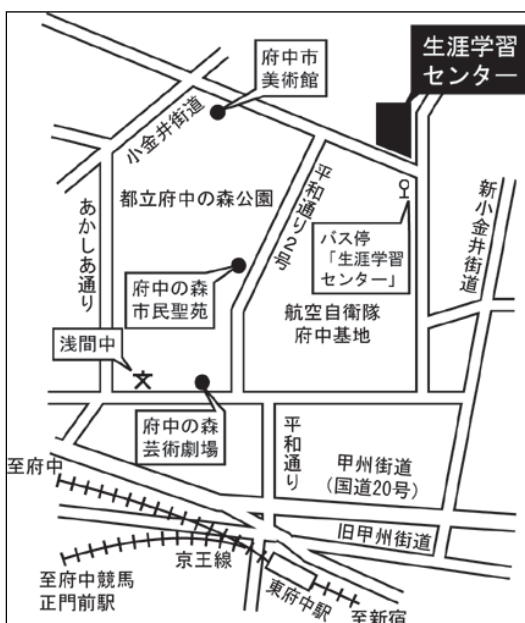 生涯学習
センター
府中市
美術館
小金井街道
都立府中の森公園
平和通り2号
新小金井街道
あかしあ通り
バス停
「生涯学習
センター」
府中の森
市民聖苑
航空自衛隊
府中基地
浅間中
府中の森
芸術劇場
平和通り
甲州街道
(国道20号)
至府中
旧甲州街道
京王線
至府中競馬
正門前駅
東府中駅
至新宿